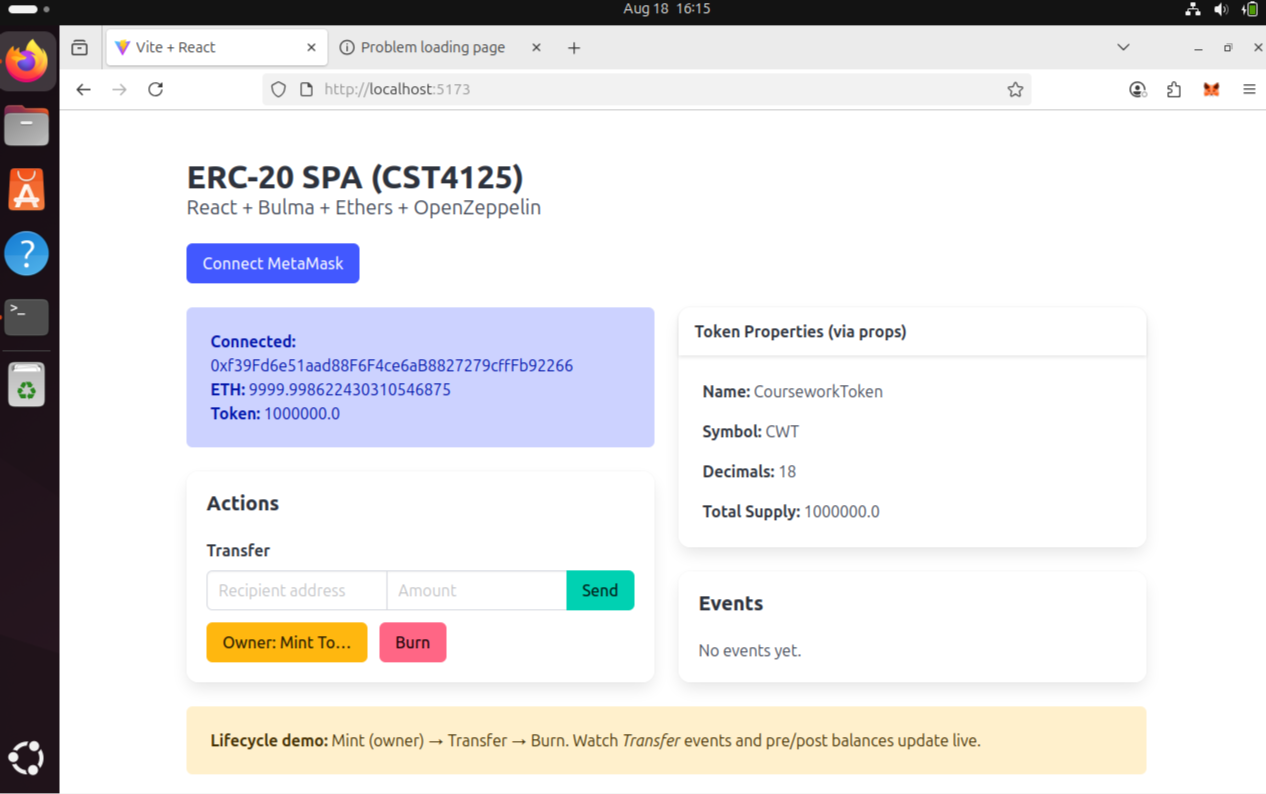 Aug 18 16:15
Vite + React
Problem loading page
http://localhost:5173
ERC-20 SPA (CST4125)
React + Bulma + Ethers + OpenZeppelin
Connect MetaMask
Connected:
0xf39Fd6e51aad88F6F4ce6aB8827279cffFb92266
ETH: 9999.998622430310546875
Token: 1000000.0
Actions
Transfer
Recipient address
Amount
Send
Owner: Mint To...
Burn
Token Properties (via props)
Name: CourseworkToken
Symbol: CWT
Decimals: 18
Total Supply: 1000000.0
Events
No events yet.
Lifecycle demo: Mint (owner) → Transfer → Burn. Watch Transfer events and pre/post balances update live.